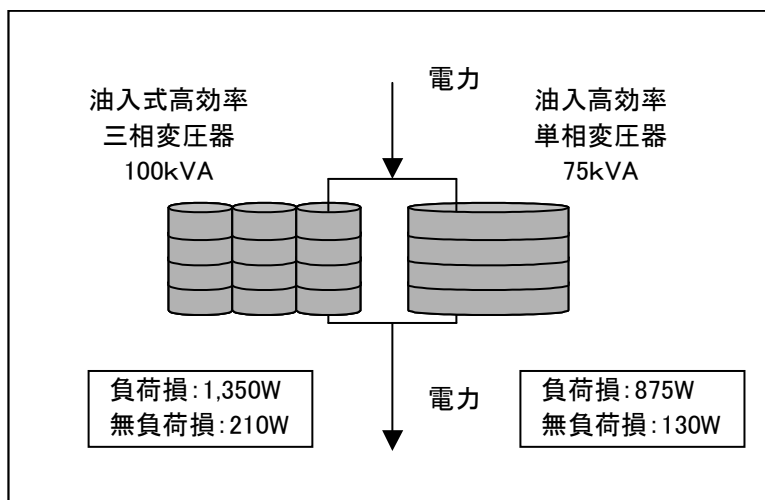 電力
油入式高効率
三相変圧器
100kVA
油入高効率
単相変圧器
75kVA
負荷損:1,350W
無負荷損:210W
電力
負荷損:875W
無負荷損:130W